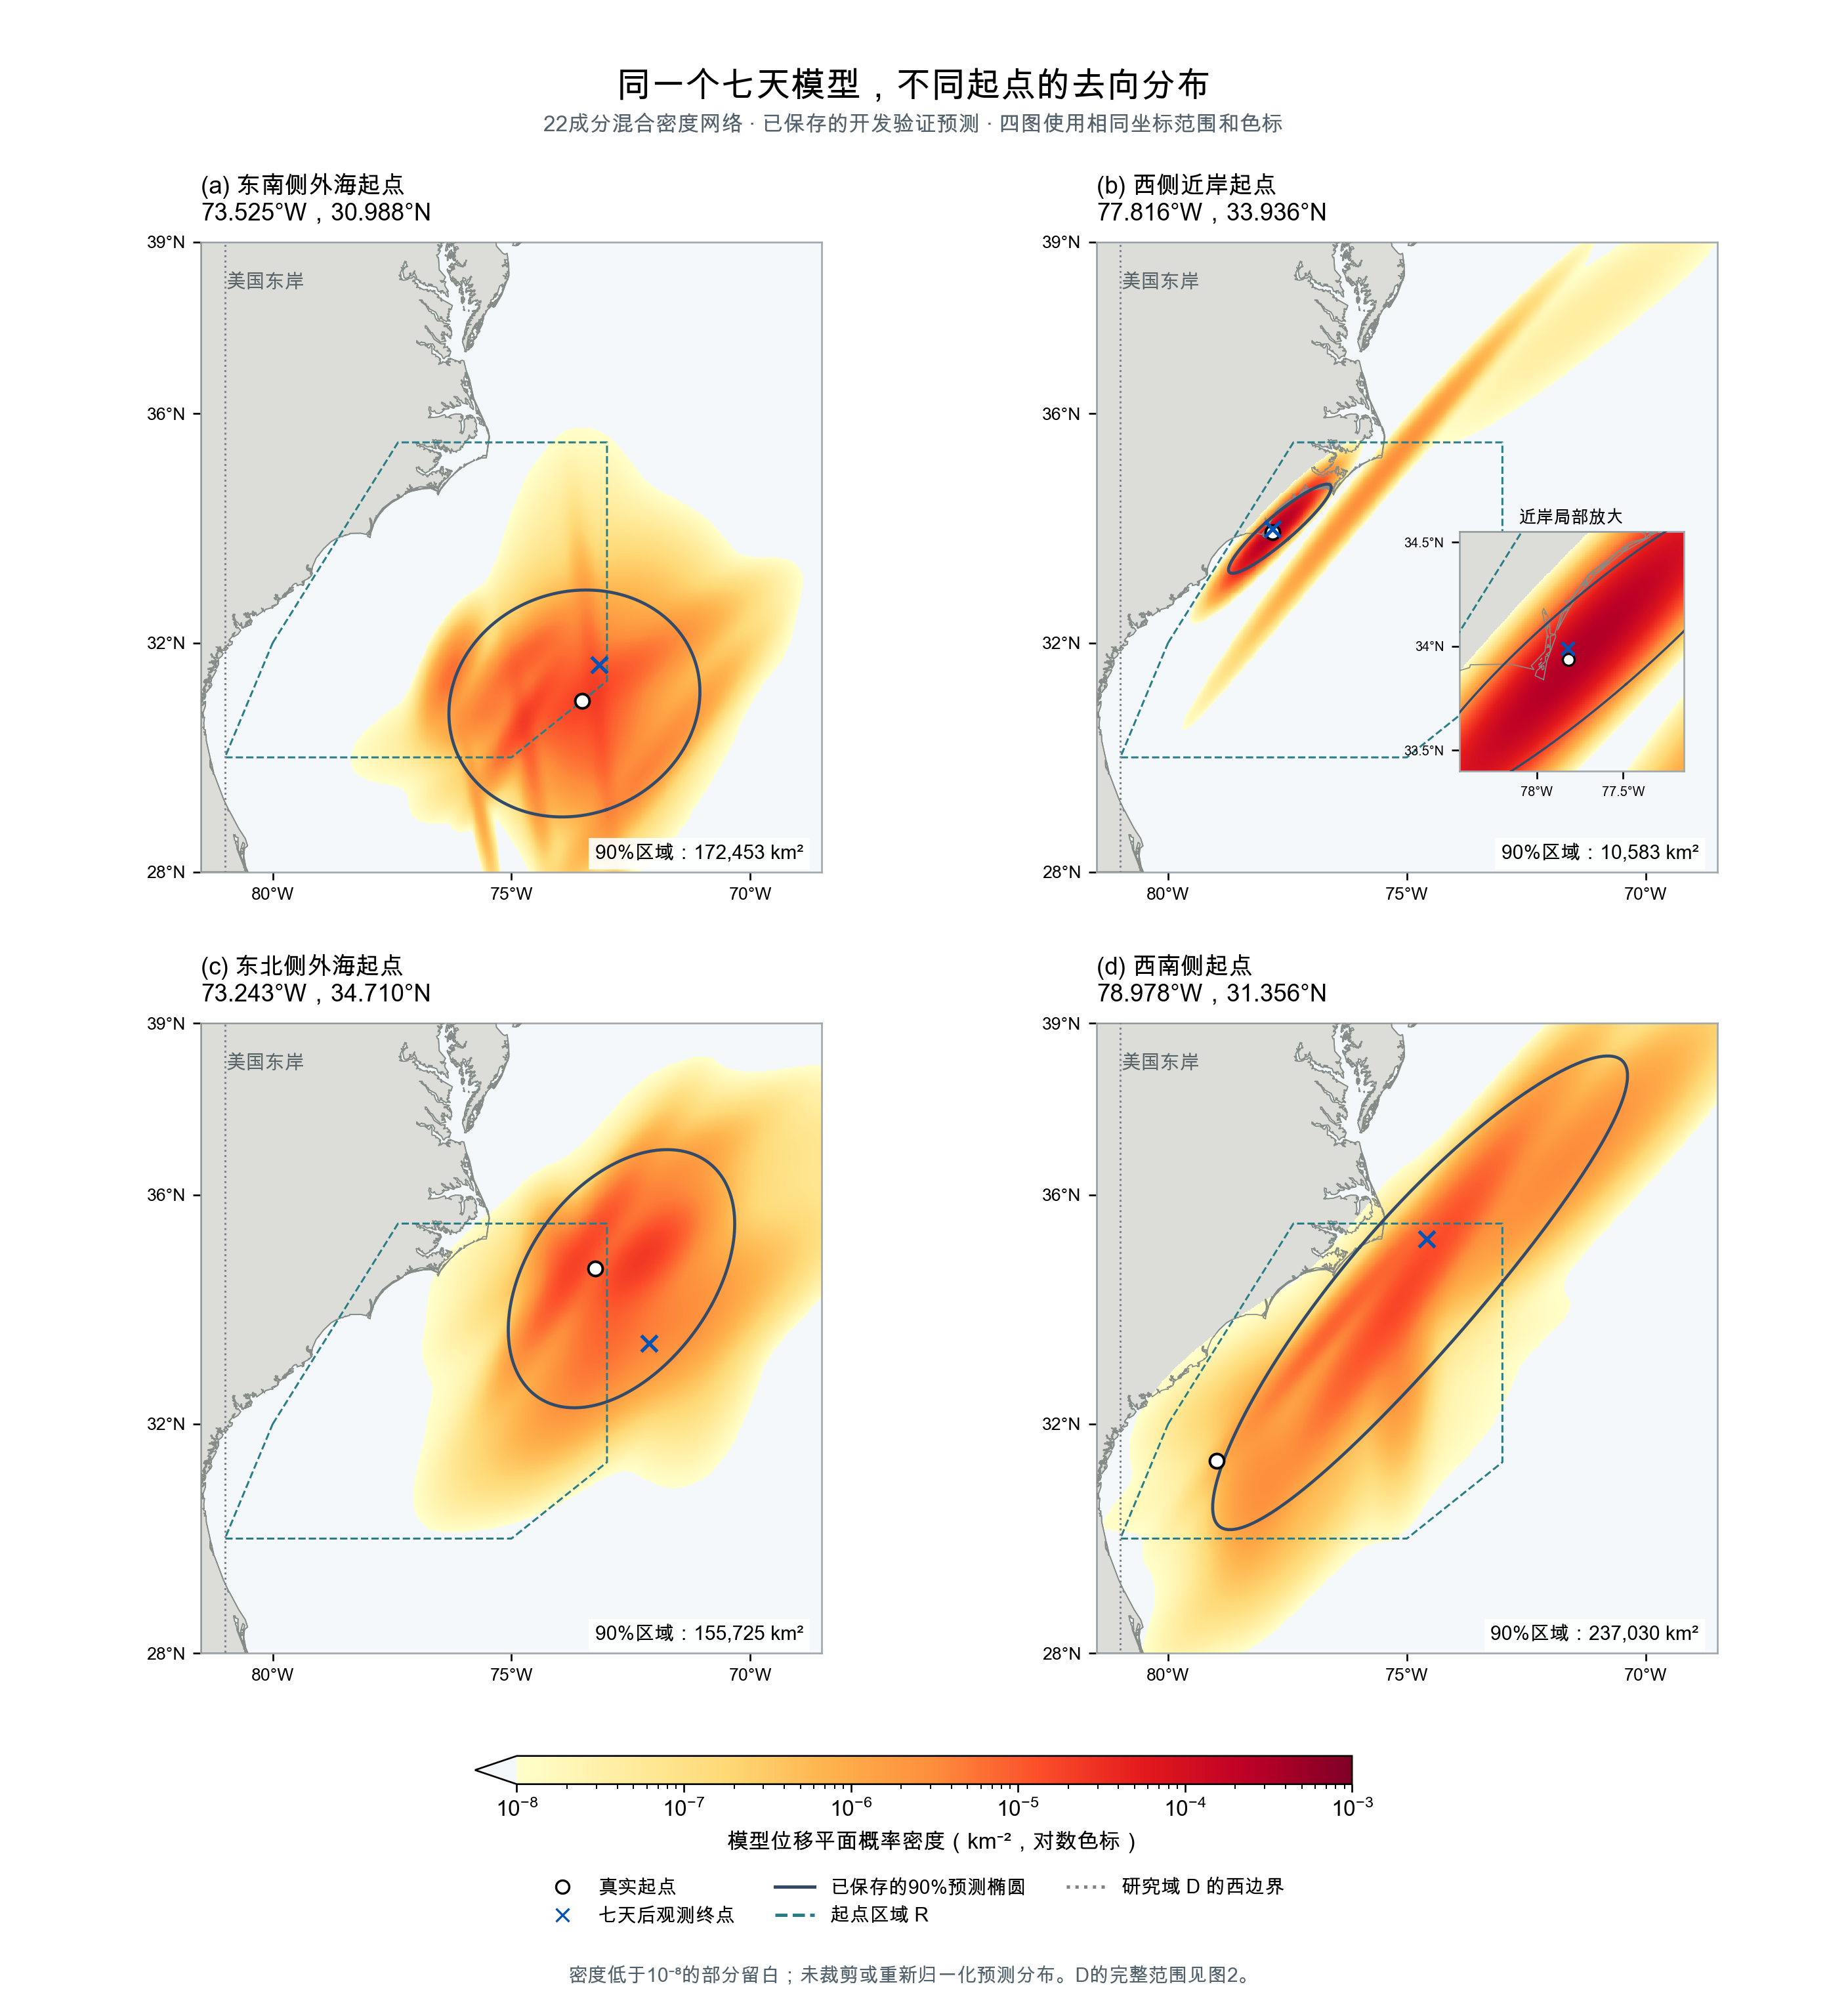 同一个七天模型，不同起点的去向分布
22成分混合密度网络 · 已保存的开发验证预测 · 四图使用相同坐标范围和色标
(a) 东南侧外海起点
73.525°W，30.988°N
39°N
36°N
32°N
28°N
美国东岸
90%区域：172,453 km²
80°W
75°W
70°W
(b) 西侧近岸起点
77.816°W，33.936°N
39°N
36°N
32°N
28°N
美国东岸
近岸局部放大
34.5°N
34°N
33.5°N
78°W
77.5°W
90%区域：10,583 km²
80°W
75°W
70°W
(c) 东北侧外海起点
73.243°W，34.710°N
39°N
36°N
32°N
28°N
美国东岸
90%区域：155,725 km²
80°W
75°W
70°W
(d) 西南侧起点
78.978°W，31.356°N
39°N
36°N
32°N
28°N
美国东岸
90%区域：237,030 km²
80°W
75°W
70°W
10⁻⁸
10⁻⁷
10⁻⁶
10⁻⁵
10⁻⁴
10⁻³
模型位移平面概率密度（km⁻²，对数色标）
真实起点
已保存的90%预测椭圆
研究域 D 的西边界
七天后观测终点
起点区域 R
密度低于10⁻⁸的部分留白；未裁剪或重新归一化预测分布。D的完整范围见图2。